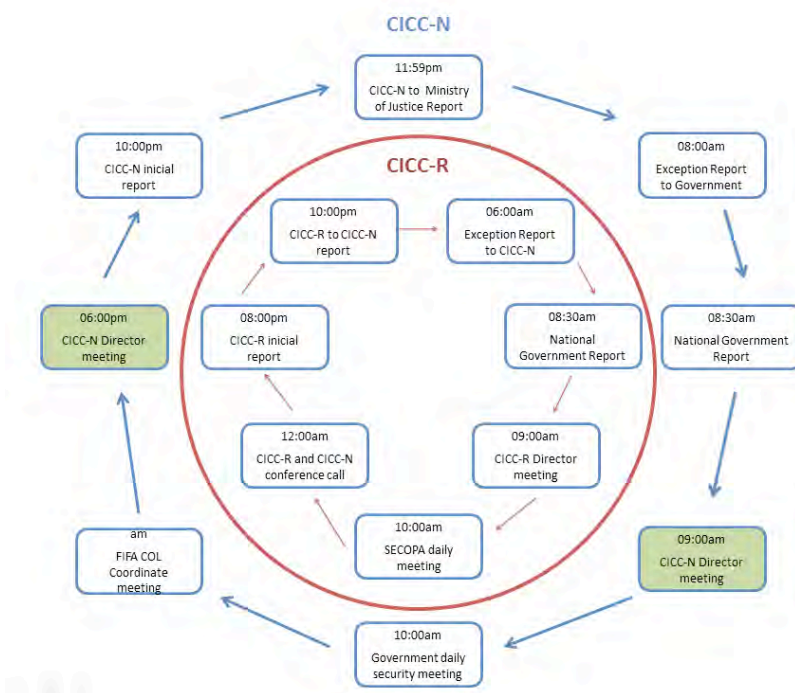 CICC-N
11:59pm
CICC-N to Ministry
of Justice Report
08:00am
Exception Report
to Government
08:30am
National Government
Report
09:00am
CICC-N Director
meeting
10:00am
Government daily
security meeting
am
FIFA COL
Coordinate
meeting
06:00pm
CICC-N Director
meeting
10:00pm
CICC-N inicial
report
CICC-R
10:00pm
CICC-R to CICC-N
report
06:00am
Exception Report
to CICC-N
08:30am
National
Government Report
09:00am
CICC-R Director
meeting
10:00am
SECOPA daily
meeting
12:00am
CICC-R and CICC-N
conference call
08:00pm
CICC-R inicial
report